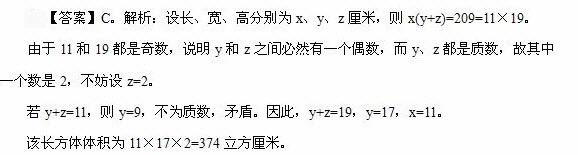 【答案】C。解析：设长、宽、高分别为 x、y、z 厘米，则 x(y+z)=209=11×19。
由于 11 和 19 都是奇数，说明 y 和 z 之间必然有一个偶数，而 y、z 都是质数，故其中
一个数是 2，不妨设 z=2。
若 y+z=11，则 y=9，不为质数，矛盾。因此，y+z=19，y=17，x=11。
该长方体体积为 11×17×2=374 立方厘米。